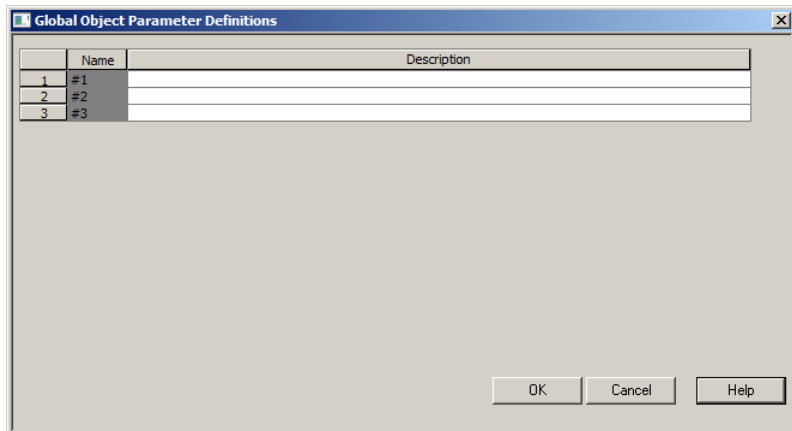 Global Object Parameter Definitions
Name Description
1 #1
2 #2
3 #3
OK Cancel Help